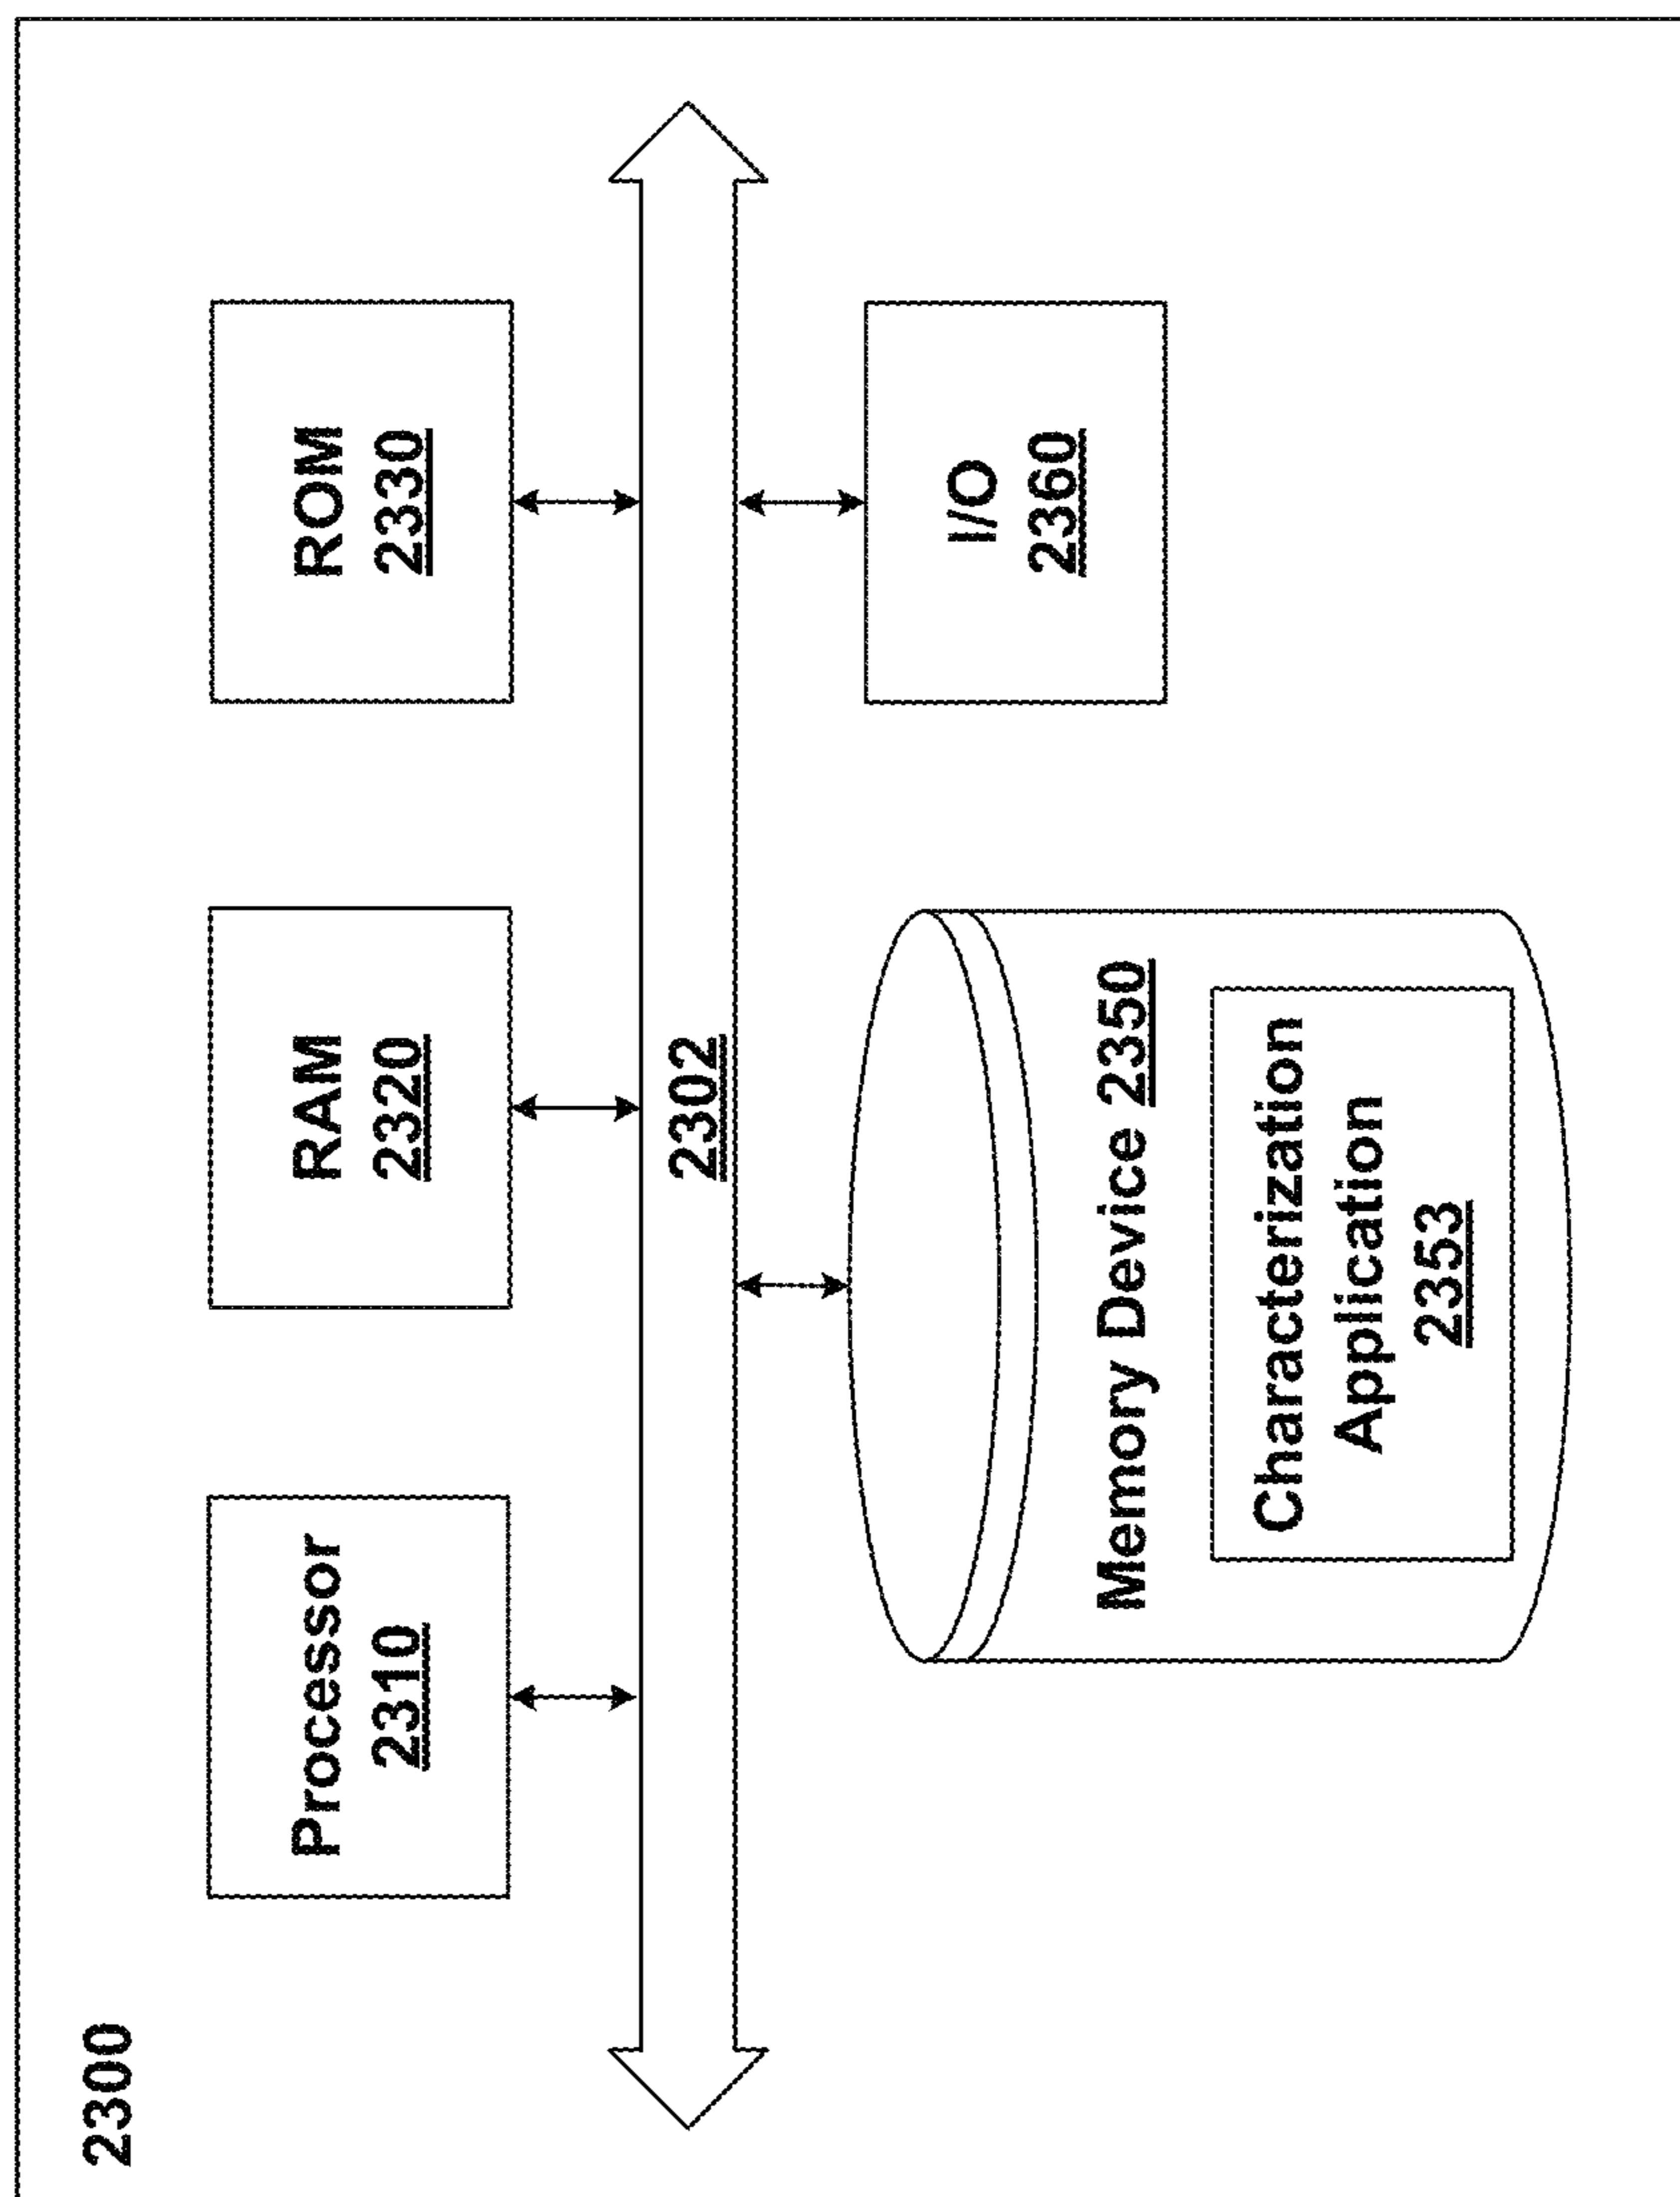 2300
Processor
2310
RAM
2320
ROM
2330
2302
Memory Device 2350
Characterization
Application
2353
I/O
2360